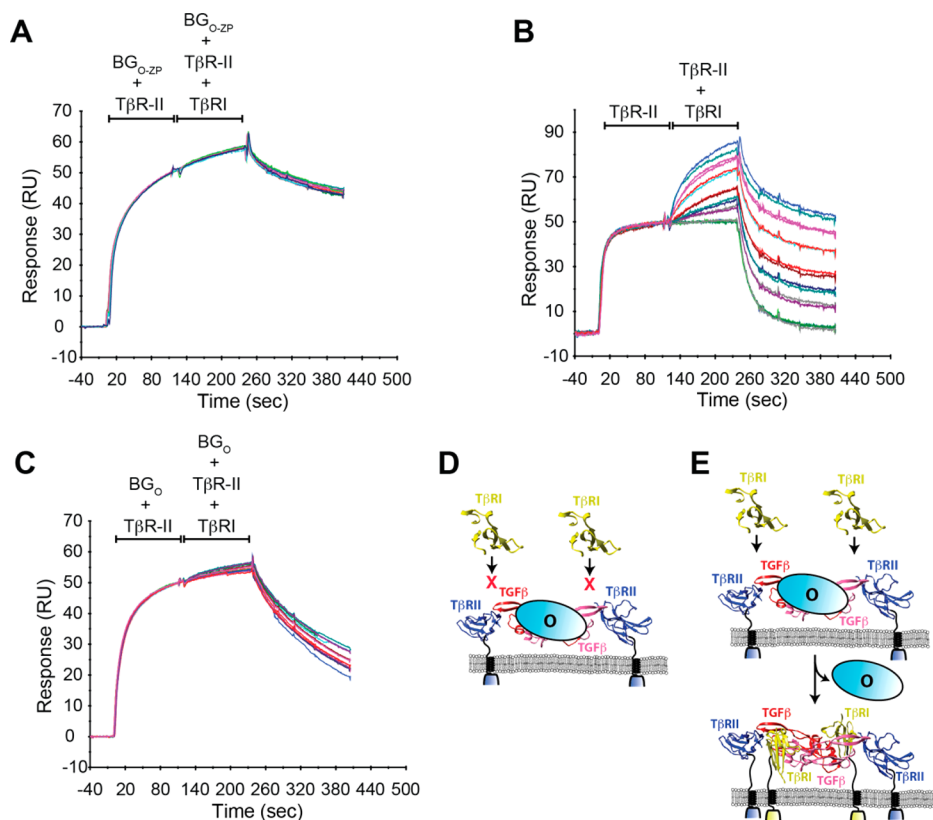 A
BG_O-ZP
+
BG_O-ZP TβR-II
+ +
TβR-II TβRI
70
60
50
40
30
20
10
0
-10
Response (RU)
-40 20 80 140 200 260 320 380 440 500
Time (sec)
B
TβR-II
+
TβR-II TβRI
90
70
50
30
10
-10
Response (RU)
-40 20 80 140 200 260 320 380 440 500
Time (sec)
C
BG_O
+
BG_O TβR-II
+ +
TβR-II TβRI
70
60
50
40
30
20
10
0
-10
Response (RU)
-40 20 80 140 200 260 320 380 440 500
Time (sec)
D
TβRI TβRI
X X
TGFβ TβRII
TβRII
O
TGFβ
E
TβRI TβRI
TGFβ TβRII
TβRII
O
TGFβ
O
TGFβ TβRI
TβRII
TβRI TGFβ TβRII